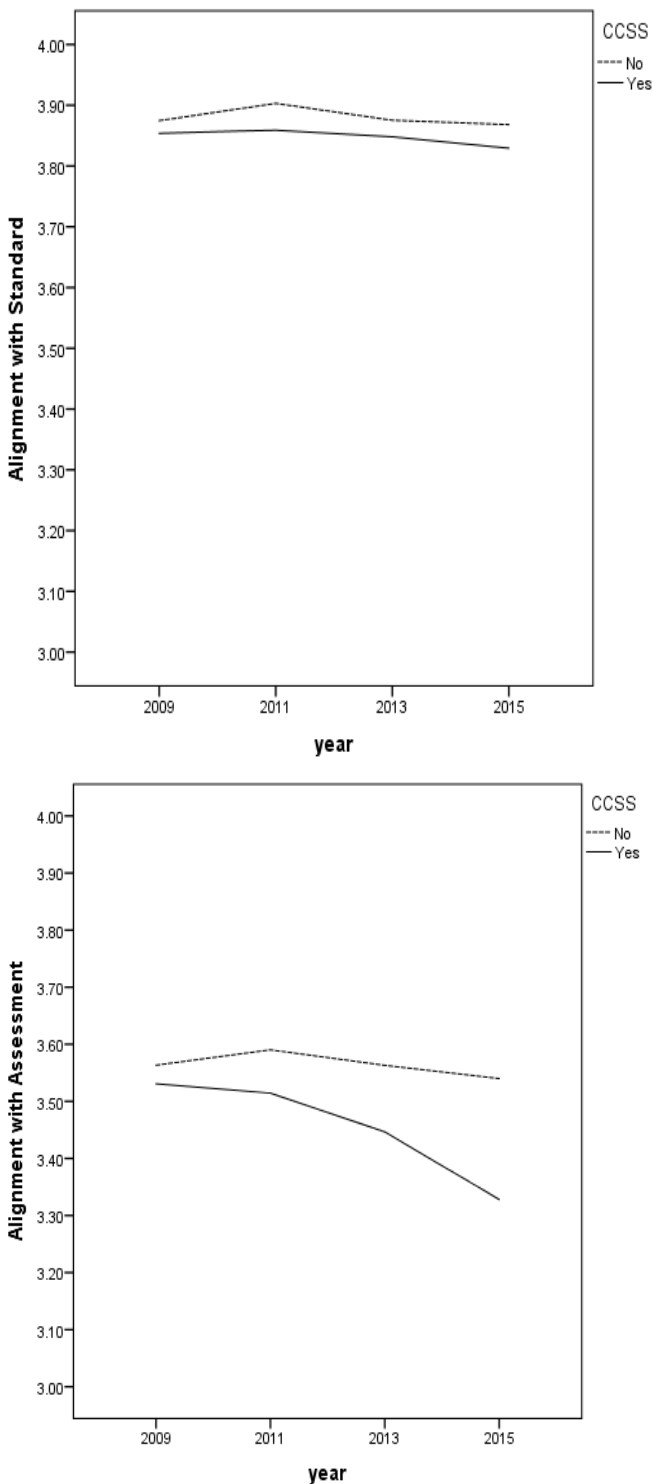 CCSS
No
Yes
4.00
3.90
3.80
3.70
3.60
3.50
3.40
3.30
3.20
3.10
3.00
Alignment with Standard
2009 2011 2013 2015
year
CCSS
No
Yes
4.00
3.90
3.80
3.70
3.60
3.50
3.40
3.30
3.20
3.10
3.00
Alignment with Assessment
2009 2011 2013 2015
year